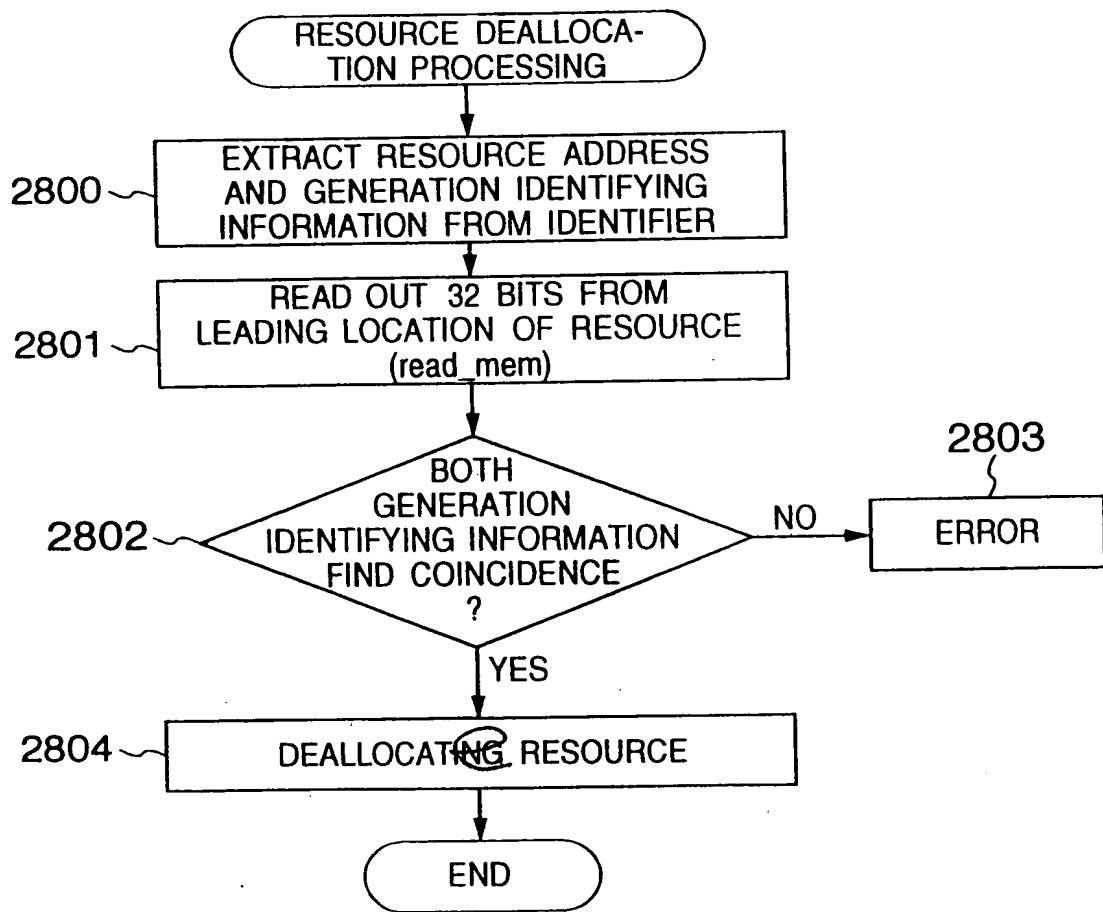 RESOURCE DEALLOCA-
TION PROCESSING
2800
EXTRACT RESOURCE ADDRESS
AND GENERATION IDENTIFYING
INFORMATION FROM IDENTIFIER
2801
READ OUT 32 BITS FROM
LEADING LOCATION OF RESOURCE
(read_mem)
2802
BOTH
GENERATION
IDENTIFYING INFORMATION
FIND COINCIDENCE
?
NO
2803
ERROR
YES
2804
DEALLOCATING RESOURCE
END